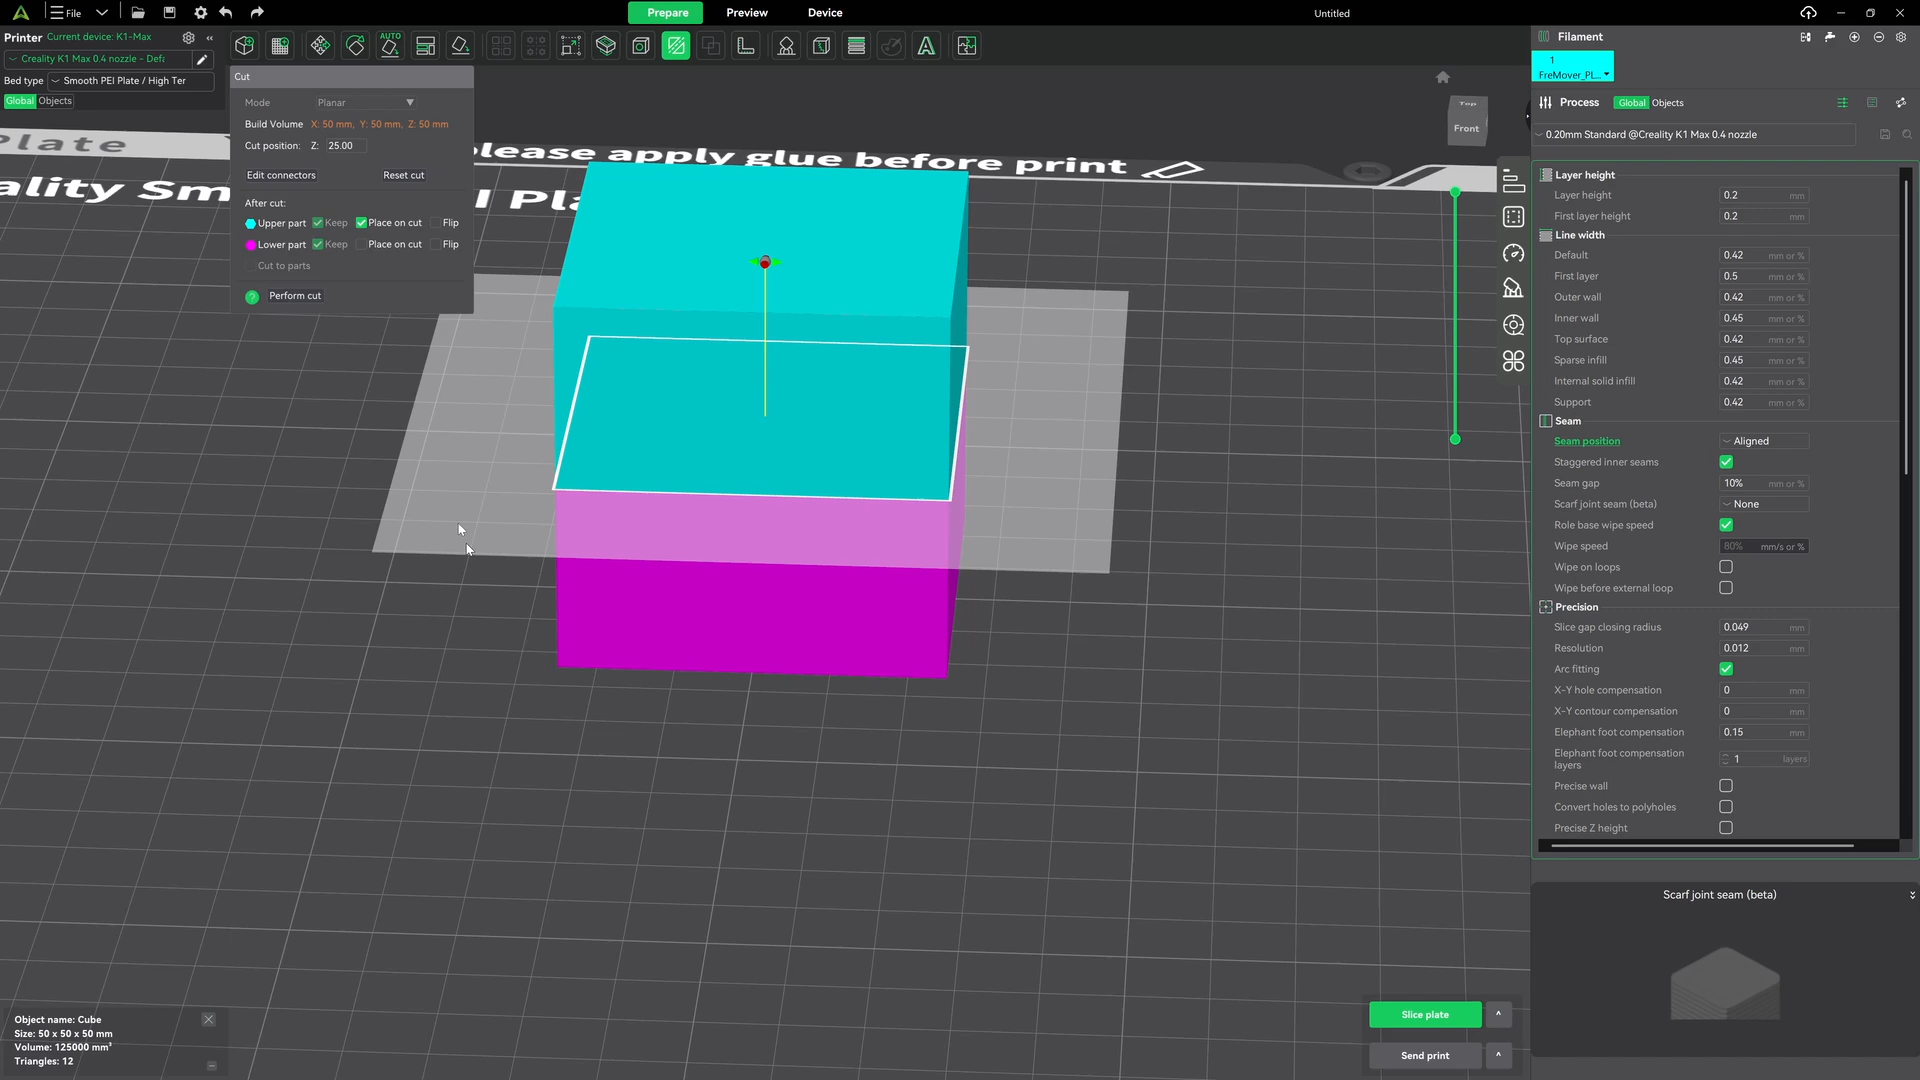 File
Prepare
Preview
Device
Untitled
Printer
Current device: K1-Max
Creality K1 Max 0.4 nozzle - Defa
Bed type
Smooth PEI Plate / High Ter
Global
Objects
AUTO
Cut
Mode
Planar
Build Volume
X: 50 mm, Y: 50 mm, Z: 50 mm
Cut position:
Z:
25.00
Edit connectors
Reset cut
After cut:
Upper part
Keep
Place on cut
Flip
Lower part
Keep
Place on cut
Flip
Cut to parts
?
Perform cut
Plate
please apply glue before print
ality Sm
I Pla
Top
Front
Filament
1
FreMover_PL...
Process
Global
Objects
0.20mm Standard @Creality K1 Max 0.4 nozzle
Layer height
Layer height
0.2
mm
First layer height
0.2
mm
Line width
Default
0.42
mm or %
First layer
0.5
mm or %
Outer wall
0.42
mm or %
Inner wall
0.45
mm or %
Top surface
0.42
mm or %
Sparse infill
0.45
mm or %
Internal solid infill
0.42
mm or %
Support
0.42
mm or %
Seam
Seam position
Aligned
Staggered inner seams
Seam gap
10%
mm or %
Scarf joint seam (beta)
None
Role base wipe speed
Wipe speed
80%
mm/s or %
Wipe on loops
Wipe before external loop
Precision
Slice gap closing radius
0.049
mm
Resolution
0.012
mm
Arc fitting
X-Y hole compensation
0
mm
X-Y contour compensation
0
mm
Elephant foot compensation
0.15
mm
Elephant foot compensation
layers
1
layers
Precise wall
Convert holes to polyholes
Precise Z height
Scarf joint seam (beta)
Object name: Cube
Size: 50 x 50 x 50 mm
Volume: 125000 mm³
Triangles: 12
Slice plate
Send print